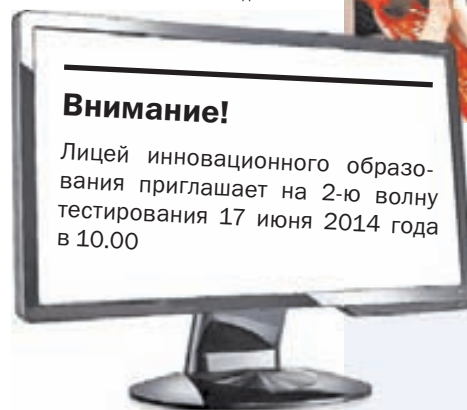 Внимание!
Лицей инновационного образо-
вания приглашает на 2-ю волну
тестирования 17 июня 2014 года
в 10.00